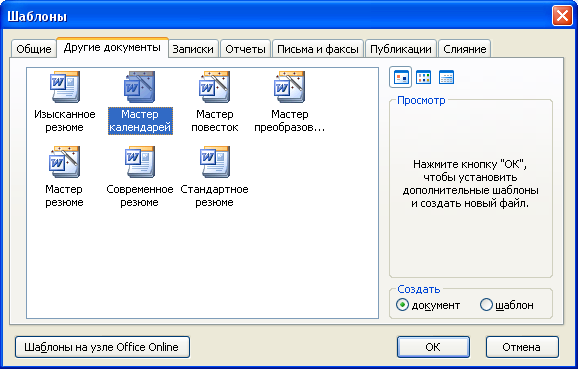 Шаблоны
Общие
Другие документы
Записки
Отчеты
Письма и факсы
Публикации
Слияние
Изысканное
резюме
Мастер
календарей
Мастер
повесток
Мастер
преобразов...
Мастер
резюме
Современное
резюме
Стандартное
резюме
Просмотр
Нажмите кнопку "ОК",
чтобы установить
дополнительные шаблоны
и создать новый файл.
Создать
документ
шаблон
Шаблоны на узле Office Online
ОК
Отмена